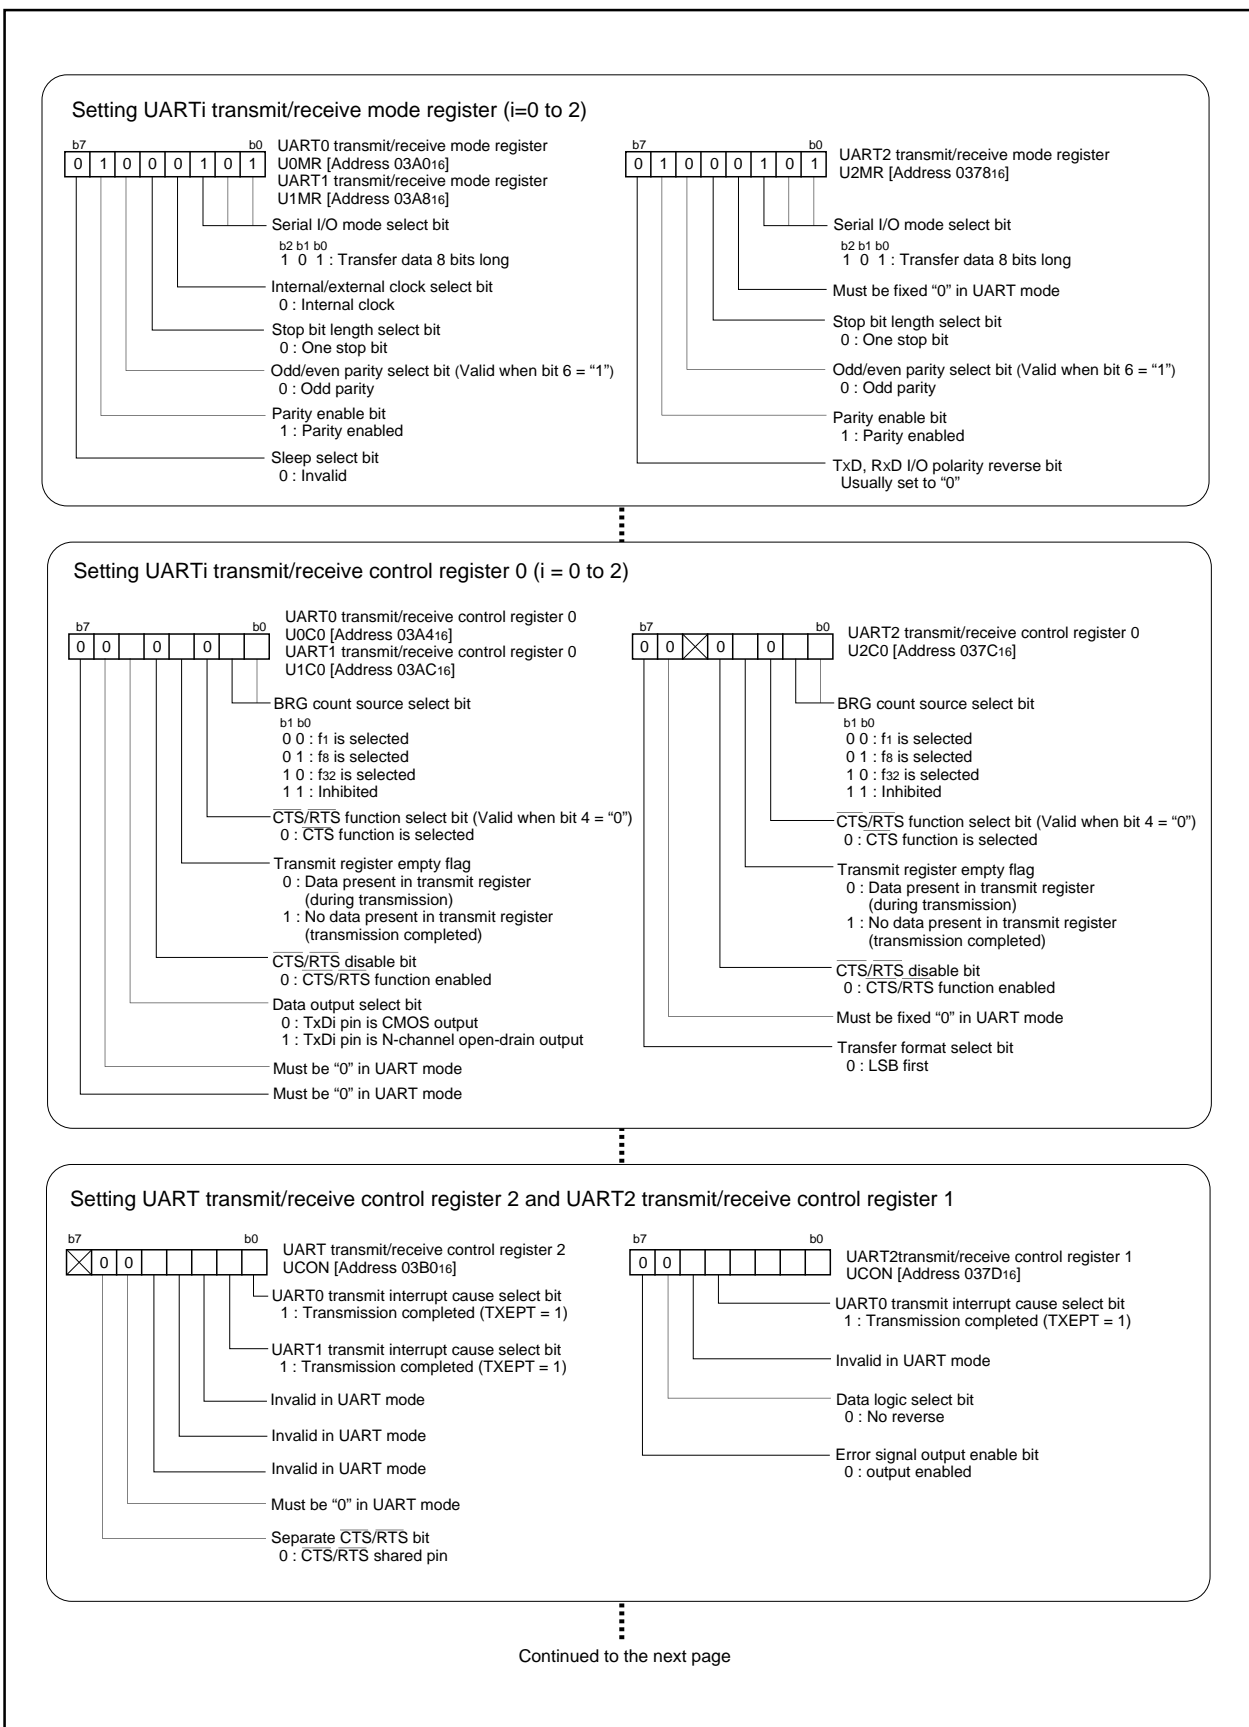 Setting UARTi transmit/receive mode register (i=0 to 2)
b7 b0
0 1 0 0 0 1 0 1
UART0 transmit/receive mode register
U0MR [Address 03A016]
UART1 transmit/receive mode register
U1MR [Address 03A816]
Serial I/O mode select bit
b2 b1 b0
1 0 1 : Transfer data 8 bits long
Internal/external clock select bit
0 : Internal clock
Stop bit length select bit
0 : One stop bit
Odd/even parity select bit (Valid when bit 6 = “1”)
0 : Odd parity
Parity enable bit
1 : Parity enabled
Sleep select bit
0 : Invalid
b7 b0
0 1 0 0 0 1 0 1
UART2 transmit/receive mode register
U2MR [Address 037816]
Serial I/O mode select bit
b2 b1 b0
1 0 1 : Transfer data 8 bits long
Must be fixed “0” in UART mode
Stop bit length select bit
0 : One stop bit
Odd/even parity select bit (Valid when bit 6 = “1”)
0 : Odd parity
Parity enable bit
1 : Parity enabled
TxD, RxD I/O polarity reverse bit
Usually set to “0”
Setting UARTi transmit/receive control register 0 (i = 0 to 2)
b7 b0
0 0 0 0
UART0 transmit/receive control register 0
U0C0 [Address 03A416]
UART1 transmit/receive control register 0
U1C0 [Address 03AC16]
BRG count source select bit
b1 b0
0 0 : f1 is selected
0 1 : f8 is selected
1 0 : f32 is selected
1 1 : Inhibited
CTS/RTS function select bit (Valid when bit 4 = “0”)
0 : CTS function is selected
Transmit register empty flag
0 : Data present in transmit register
(during transmission)
1 : No data present in transmit register
(transmission completed)
CTS/RTS disable bit
0 : CTS/RTS function enabled
Data output select bit
0 : TxDi pin is CMOS output
1 : TxDi pin is N-channel open-drain output
Must be “0” in UART mode
Must be “0” in UART mode
b7 b0
0 0 0 0
UART2 transmit/receive control register 0
U2C0 [Address 037C16]
BRG count source select bit
b1 b0
0 0 : f1 is selected
0 1 : f8 is selected
1 0 : f32 is selected
1 1 : Inhibited
CTS/RTS function select bit (Valid when bit 4 = “0”)
0 : CTS function is selected
Transmit register empty flag
0 : Data present in transmit register
(during transmission)
1 : No data present in transmit register
(transmission completed)
CTS/RTS disable bit
0 : CTS/RTS function enabled
Must be fixed “0” in UART mode
Transfer format select bit
0 : LSB first
Setting UART transmit/receive control register 2 and UART2 transmit/receive control register 1
b7 b0
0 0
UART transmit/receive control register 2
UCON [Address 03B016]
UART0 transmit interrupt cause select bit
1 : Transmission completed (TXEPT = 1)
UART1 transmit interrupt cause select bit
1 : Transmission completed (TXEPT = 1)
Invalid in UART mode
Invalid in UART mode
Invalid in UART mode
Must be “0” in UART mode
Separate CTS/RTS bit
0 : CTS/RTS shared pin
b7 b0
0 0
UART2transmit/receive control register 1
UCON [Address 037D16]
UART0 transmit interrupt cause select bit
1 : Transmission completed (TXEPT = 1)
Invalid in UART mode
Data logic select bit
0 : No reverse
Error signal output enable bit
0 : output enabled
Continued to the next page